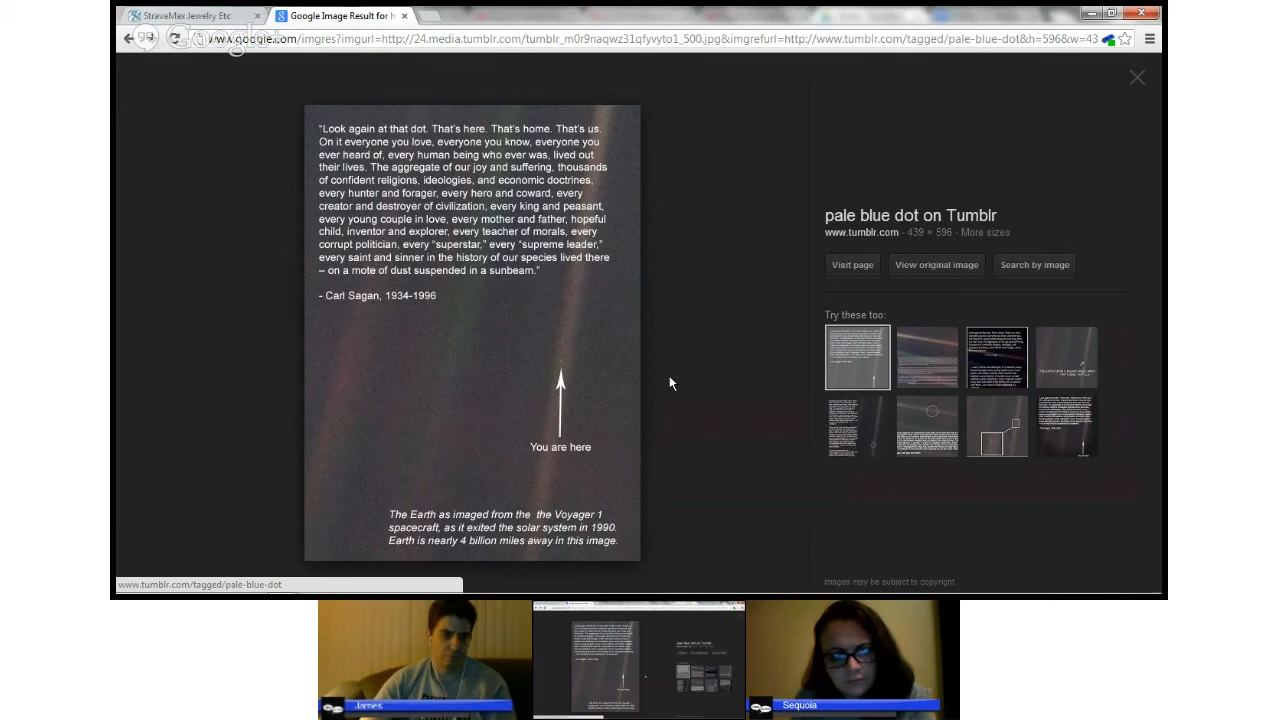 StravaMax Jewelry Etc
Google Image Result for h
www.google.com/imgres?imgurl=http://24.media.tumblr.com/tumblr_m0r9naqwz31qfyvyto1_500.jpg&imgrefurl=http://www.tumblr.com/tagged/pale-blue-dot&h=596&w=43
Google
“Look again at that dot. That's here. That's home. That's us.
On it everyone you love, everyone you know, everyone you
ever heard of, every human being who ever was, lived out
their lives. The aggregate of our joy and suffering, thousands
of confident religions, ideologies, and economic doctrines,
every hunter and forager, every hero and coward, every
creator and destroyer of civilization, every king and peasant,
every young couple in love, every mother and father, hopeful
child, inventor and explorer, every teacher of morals, every
corrupt politician, every “superstar,” every “supreme leader,”
every saint and sinner in the history of our species lived there
– on a mote of dust suspended in a sunbeam.”
- Carl Sagan, 1934-1996
You are here
The Earth as imaged from the the Voyager 1
spacecraft, as it exited the solar system in 1990.
Earth is nearly 4 billion miles away in this image.
pale blue dot on Tumblr
www.tumblr.com - 439 × 596 - More sizes
Visit page
View original image
Search by image
Try these too:
Images may be subject to copyright.
www.tumblr.com/tagged/pale-blue-dot
James
Sequoia